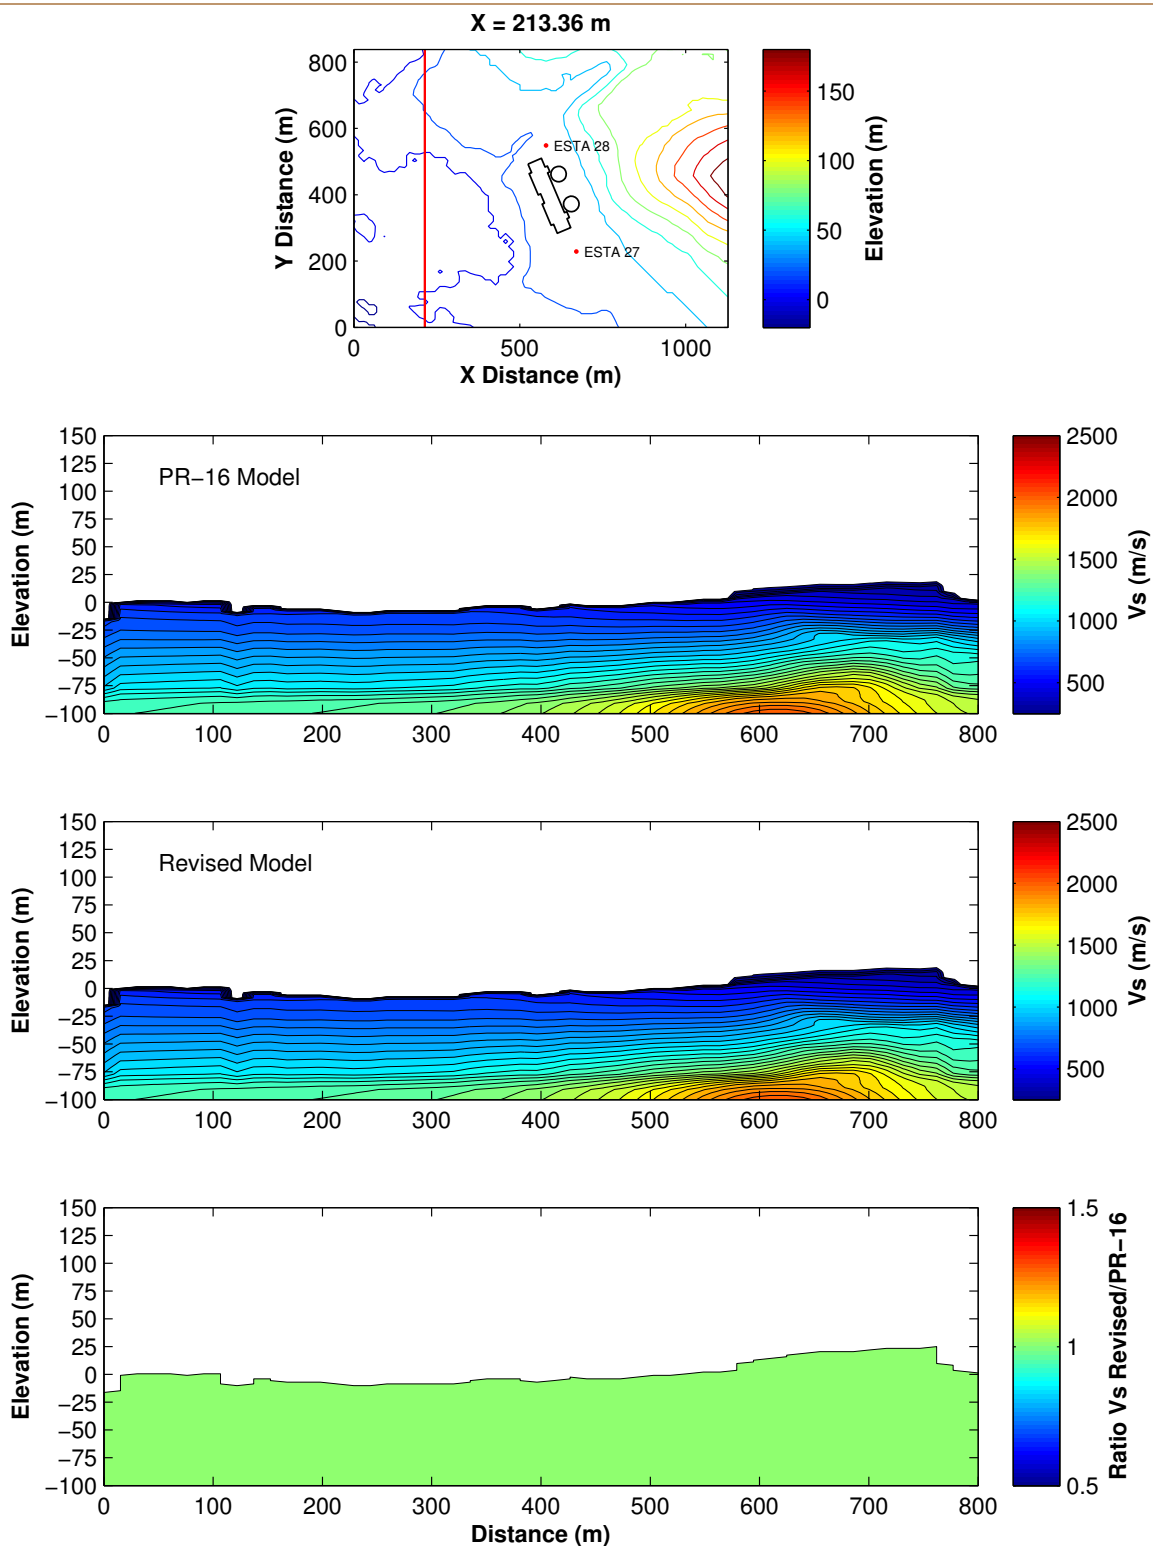 X = 213.36 m
800
600
400
200
0
Y Distance (m)
ESTA 28
ESTA 27
0 500 1000
X Distance (m)
150
100
50
0
Elevation (m)
150
125
100
75
50
25
0
−25
−50
−75
−100
Elevation (m)
PR−16 Model
0 100 200 300 400 500 600 700 800
2500
2000
1500
1000
500
Vs (m/s)
150
125
100
75
50
25
0
−25
−50
−75
−100
Elevation (m)
Revised Model
0 100 200 300 400 500 600 700 800
2500
2000
1500
1000
500
Vs (m/s)
150
125
100
75
50
25
0
−25
−50
−75
−100
Elevation (m)
0 100 200 300 400 500 600 700 800
Distance (m)
1.5
1
0.5
Ratio Vs Revised/PR−16